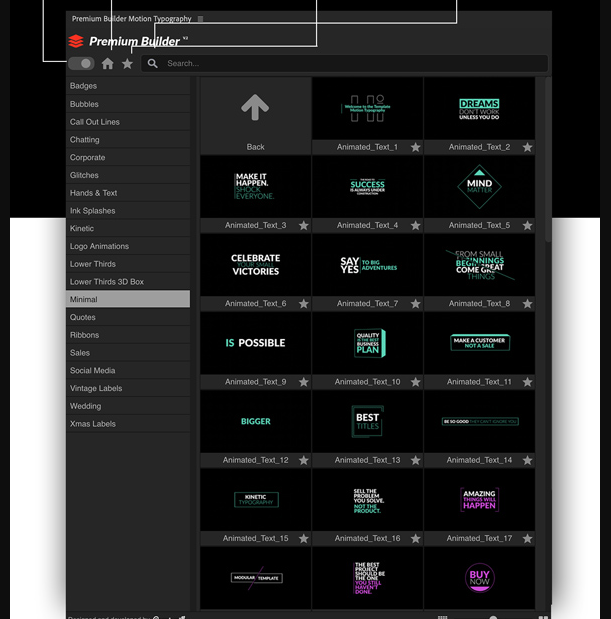 Premium Builder Motion Typography
Premium Builder V3
Search...
Badges
Bubbles
Call Out Lines
Chatting
Corporate
Glitches
Hands & Text
Ink Splashes
Kinetic
Logo Animations
Lower Thirds
Lower Thirds 3D Box
Minimal
Quotes
Ribbons
Sales
Social Media
Vintage Labels
Wedding
Xmas Labels
Back
Welcome to the Template
Motion Typography
Animated_Text_1
DREAMS
DON'T WORK
UNLESS YOU DO
Animated_Text_2
MAKE IT
HAPPEN.
SHOCK
EVERYONE.
Animated_Text_3
SUCCESS
IS ALWAYS UNDER
CONSTRUCTION
Animated_Text_4
MIND
MATTER
Animated_Text_5
CELEBRATE
YOUR SMALL
VICTORIES
Animated_Text_6
SAY
YES
TO BIG
ADVENTURES
Animated_Text_7
FROM SMALL
BEGINNINGS
COME GREAT
THINGS
Animated_Text_8
IS POSSIBLE
Animated_Text_9
QUALITY
IS THE BEST
BUSINESS
PLAN
Animated_Text_10
MAKE A CUSTOMER
NOT A SALE
Animated_Text_11
BIGGER
Animated_Text_12
BEST
TITLES
Animated_Text_13
BE SO GOOD THEY CAN'T IGNORE YOU
Animated_Text_14
KINETIC
TYPOGRAPHY
Animated_Text_15
SELL THE
PROBLEM
YOU SOLVE.
NOT THE
PRODUCT.
Animated_Text_16
AMAZING
THINGS WILL
HAPPEN
Animated_Text_17
MODULAR TEMPLATE
THE BEST
PROJECT
SHOULD BE
THE ONE
YOU STILL
HAVEN'T
DONE.
BUY
NOW
Designed and developed by